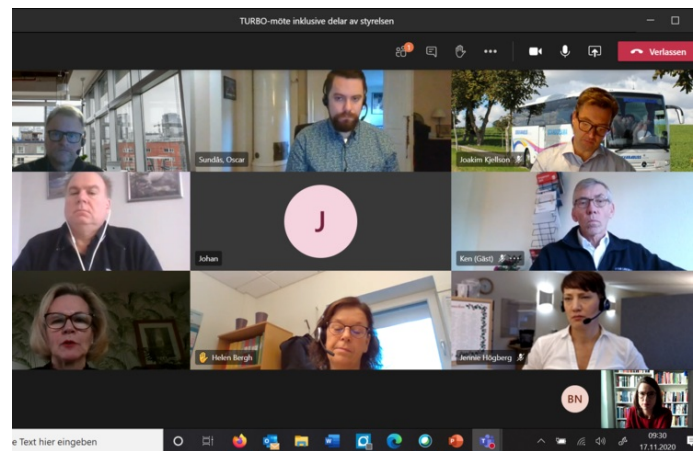 TURBO-möte inklusive delar av styrelsen
Verlassen
Sundås, Oscar
Joakim Kjellson
J
Johan
Ken (Gäst)
Helen Bergh
Jennie Högberg
BN
e Text hier eingeben
09:30
17.11.2020